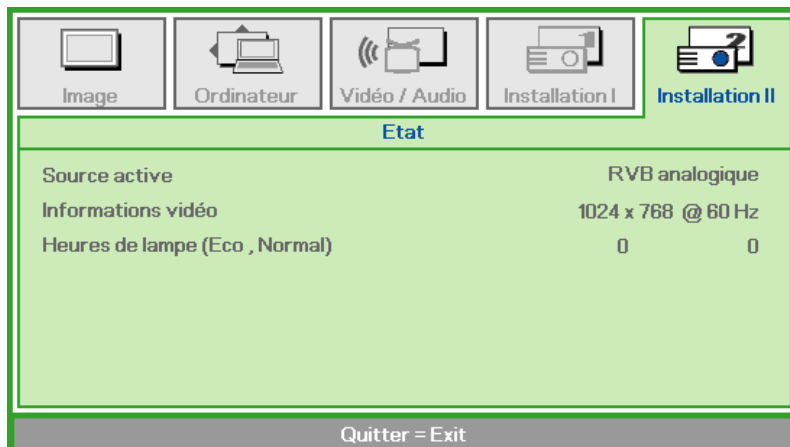 Image Ordinateur Vidéo / Audio Installation I Installation II
Etat
Source active RVB analogique
Informations vidéo 1024 x 768 @ 60 Hz
Heures de lampe (Eco , Normal) 0 0
Quitter = Exit